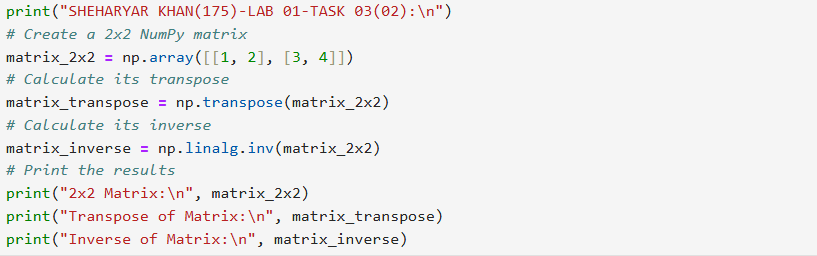 print("SHEHARYAR KHAN(175)-LAB 01-TASK 03(02):\n")
# Create a 2x2 NumPy matrix
matrix_2x2 = np.array([[1, 2], [3, 4]])
# Calculate its transpose
matrix_transpose = np.transpose(matrix_2x2)
# Calculate its inverse
matrix_inverse = np.linalg.inv(matrix_2x2)
# Print the results
print("2x2 Matrix:\n", matrix_2x2)
print("Transpose of Matrix:\n", matrix_transpose)
print("Inverse of Matrix:\n", matrix_inverse)